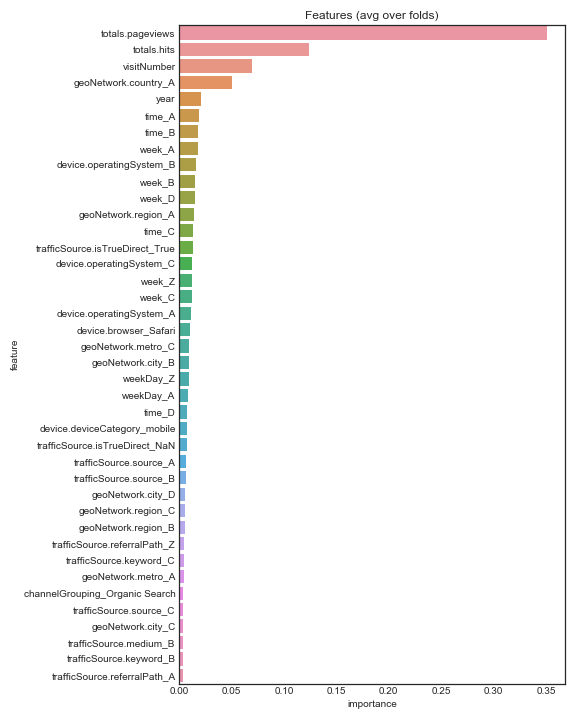 Features (avg over folds)
totals.pageviews
totals.hits
visitNumber
geoNetwork.country_A
year
time_A
time_B
week_A
device.operatingSystem_B
week_B
week_D
geoNetwork.region_A
time_C
trafficSource.isTrueDirect_True
device.operatingSystem_C
week_Z
week_C
device.operatingSystem_A
device.browser_Safari
geoNetwork.metro_C
geoNetwork.city_B
weekDay_Z
weekDay_A
time_D
device.deviceCategory_mobile
trafficSource.isTrueDirect_NaN
trafficSource.source_A
trafficSource.source_B
geoNetwork.city_D
geoNetwork.region_C
geoNetwork.region_B
trafficSource.referralPath_Z
trafficSource.keyword_C
geoNetwork.metro_A
channelGrouping_Organic Search
trafficSource.source_C
geoNetwork.city_C
trafficSource.medium_B
trafficSource.keyword_B
trafficSource.referralPath_A
feature
0.00 0.05 0.10 0.15 0.20 0.25 0.30 0.35
importance